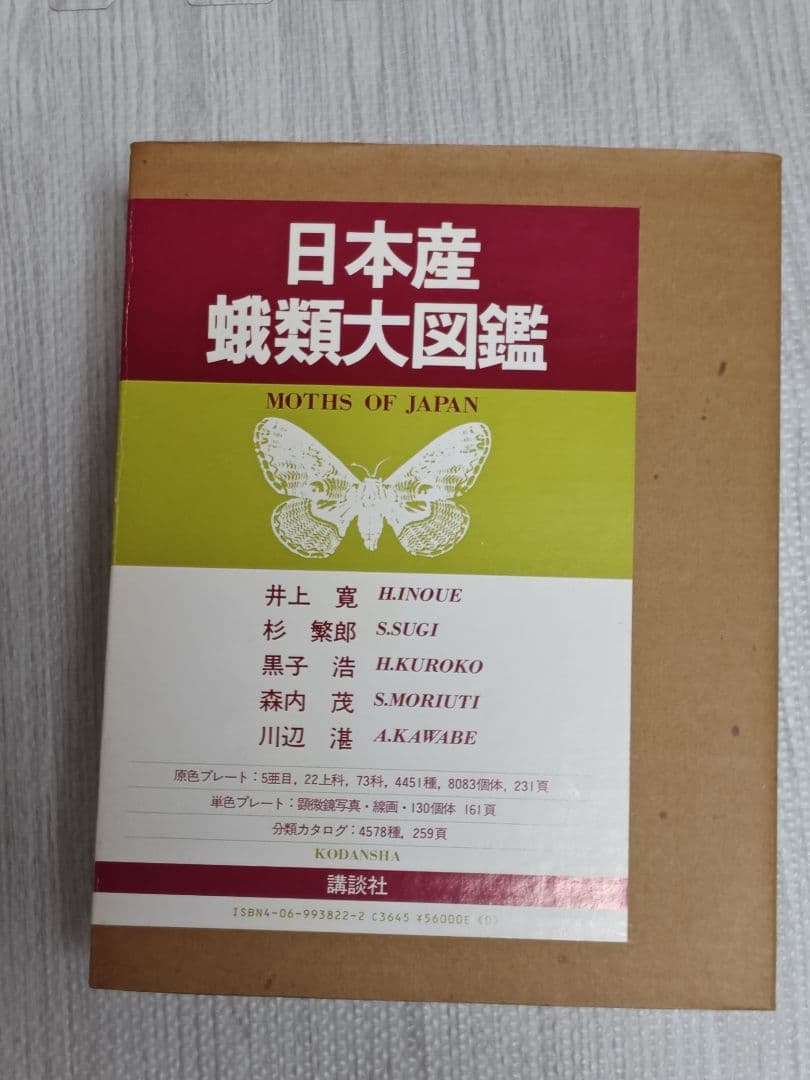 日本産
蛾類大図鑑
MOTHS OF JAPAN
井上 寛 H.INOUE
杉 繁郎 S.SUGI
黒子 浩 H.KUROKO
森内 茂 S.MORIUTI
川辺 湛 A.KAWABE
原色プレート:5亜目, 22上科, 73科, 4451種, 8083個体, 231頁
単色プレート:顕微鏡写真・線画・130個体 161頁
分類カタログ:4578種, 259頁
KODANSHA
講談社
ISBN4-06-993822-2 C3645 ¥56000E (0)